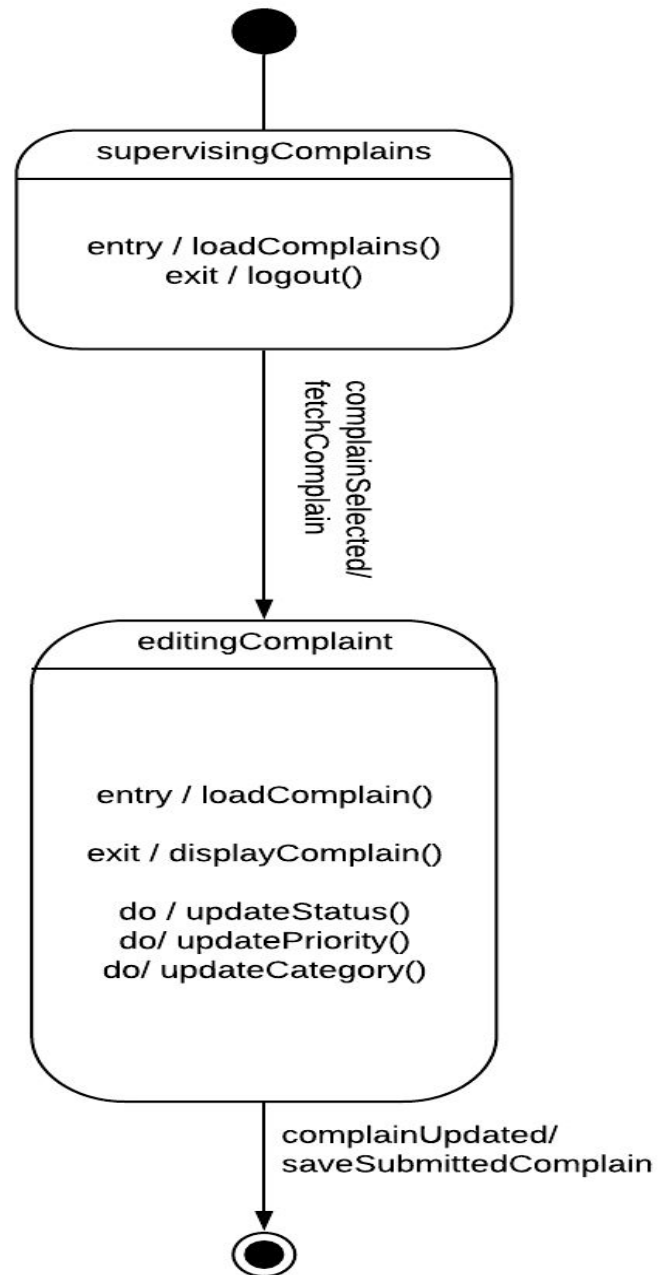 supervisingComplains
entry / loadComplains()
exit / logout()
complainSelected/
fetchComplain
editingComplaint
entry / loadComplain()
exit / displayComplain()
do / updateStatus()
do/ updatePriority()
do/ updateCategory()
complainUpdated/
saveSubmittedComplain